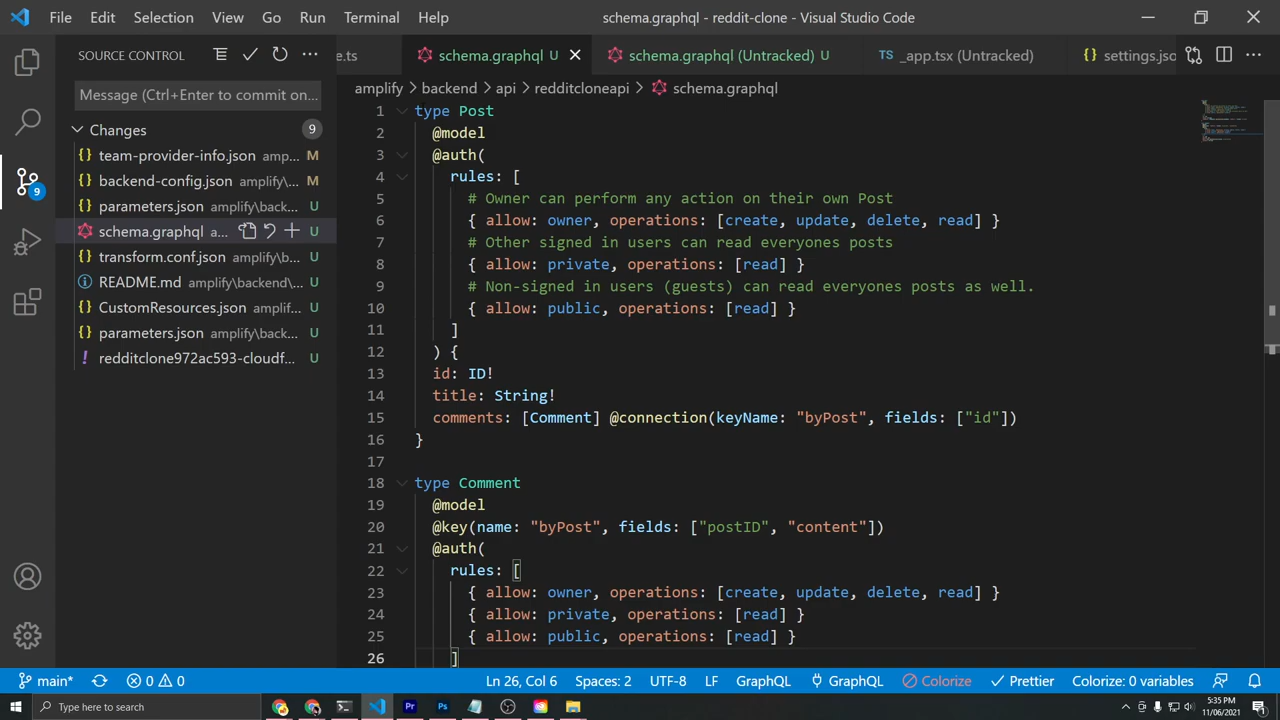 File Edit Selection View Go Run Terminal Help
schema.graphql - reddit-clone - Visual Studio Code
SOURCE CONTROL
e.ts
schema.graphql U
schema.graphql (Untracked) U
_app.tsx (Untracked)
settings.jsc
amplify > backend > api > redditcloneapi > schema.graphql
Message (Ctrl+Enter to commit on...
Changes 9
team-provider-info.json amp... M
backend-config.json amplify\... M
parameters.json amplify\back... U
schema.graphql a... U
transform.conf.json amplify\b... U
README.md amplify\backend\... U
CustomResources.json amplif... U
parameters.json amplify\back... U
redditclone972ac593-cloudf... U
9
1 type Post
2 @model
3 @auth(
4 rules: [
5 # Owner can perform any action on their own Post
6 { allow: owner, operations: [create, update, delete, read] }
7 # Other signed in users can read everyones posts
8 { allow: private, operations: [read] }
9 # Non-signed in users (guests) can read everyones posts as well.
10 { allow: public, operations: [read] }
11 ]
12 ) {
13 id: ID!
14 title: String!
15 comments: [Comment] @connection(keyName: "byPost", fields: ["id"])
16 }
17
18 type Comment
19 @model
20 @key(name: "byPost", fields: ["postID", "content"])
21 @auth(
22 rules: [
23 { allow: owner, operations: [create, update, delete, read] }
24 { allow: private, operations: [read] }
25 { allow: public, operations: [read] }
26 ]
main* 0 0 Ln 26, Col 6 Spaces: 2 UTF-8 LF GraphQL GraphQL Colorize Prettier Colorize: 0 variables
Type here to search
5:35 PM
11/06/2021